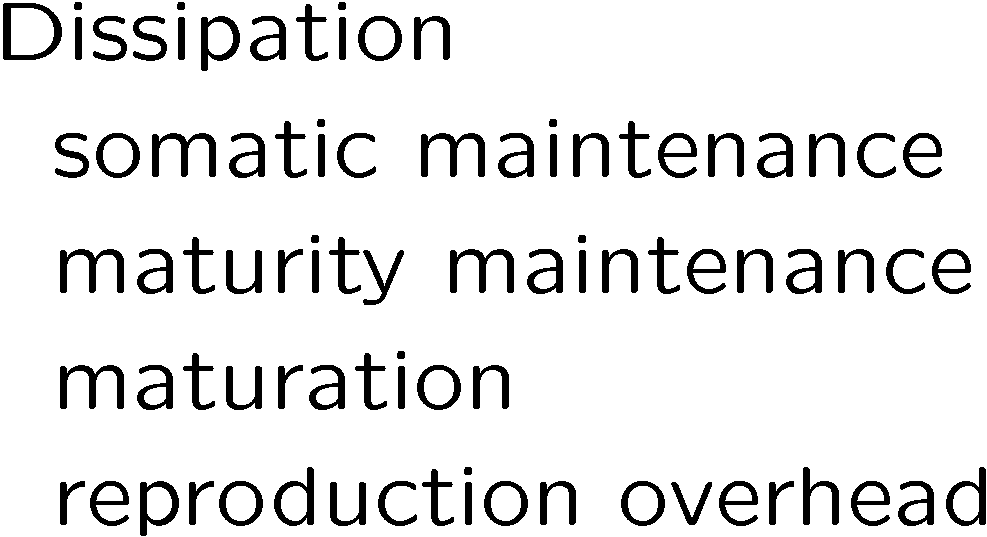 Dissipation
somatic maintenance
maturity maintenance
maturation
reproduction overhead